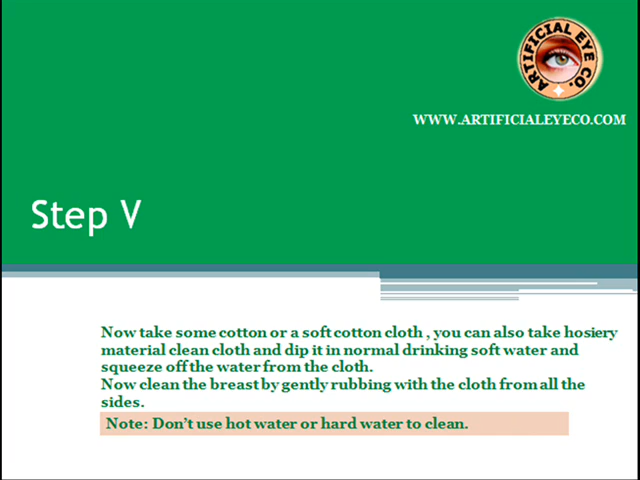 ARTIFICIAL EYE CO.
WWW.ARTIFICIALEYECO.COM
Step V
Now take some cotton or a soft cotton cloth , you can also take hosiery
material clean cloth and dip it in normal drinking soft water and
squeeze off the water from the cloth.
Now clean the breast by gently rubbing with the cloth from all the
sides.
Note: Don't use hot water or hard water to clean.